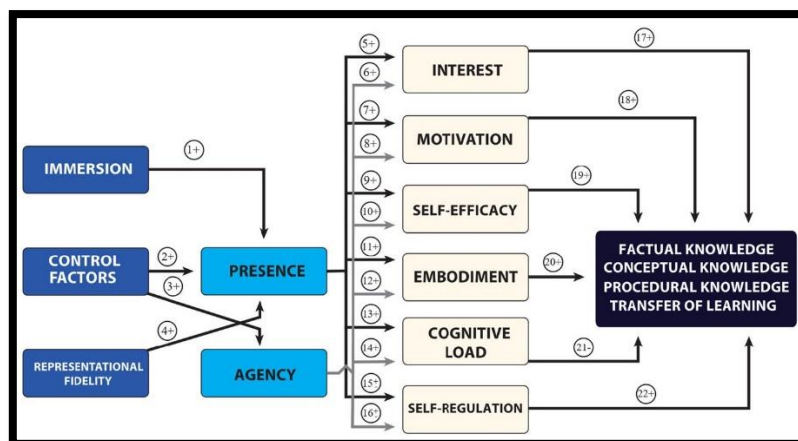 17+
5+
6+
INTEREST
18+
7+
8+
MOTIVATION
1+
IMMERSION
9+
10+
SELF-EFFICACY
19+
CONTROL
FACTORS
2+
3+
PRESENCE
11+
12+
EMBODIMENT
20+
FACTUAL KNOWLEDGE
CONCEPTUAL KNOWLEDGE
PROCEDURAL KNOWLEDGE
TRANSFER OF LEARNING
4+
13+
14+
COGNITIVE
LOAD
21-
REPRESENTATIONAL
FIDELITY
AGENCY
15+
16+
SELF-REGULATION
22+